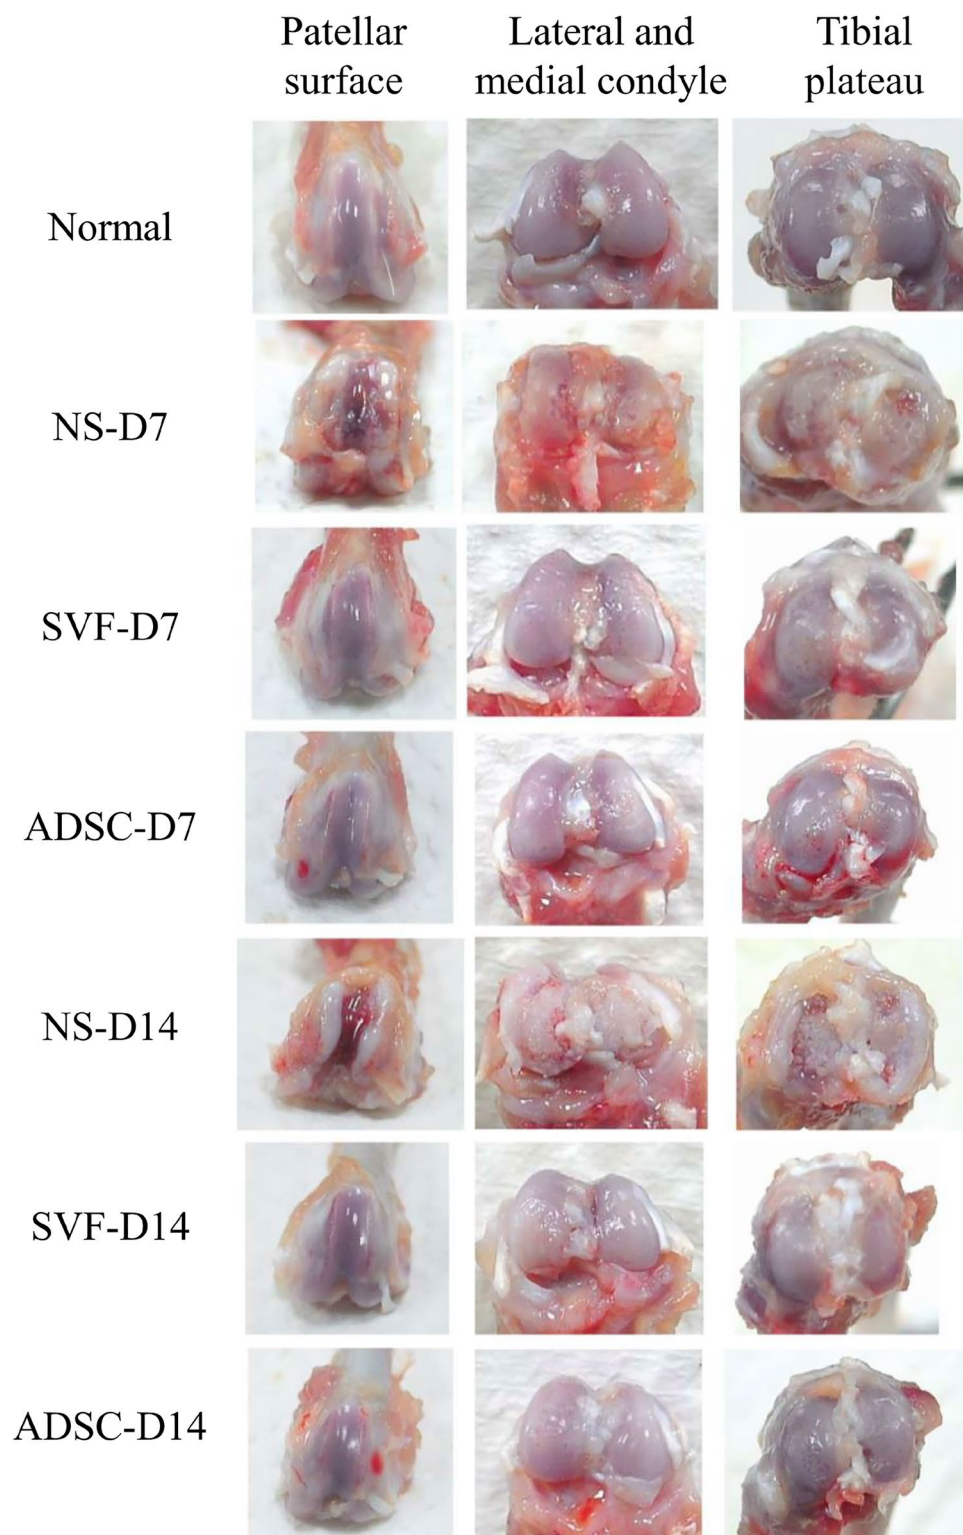 Patellar
surface
Lateral and
medial condyle
Tibial
plateau
Normal
NS-D7
SVF-D7
ADSC-D7
NS-D14
SVF-D14
ADSC-D14